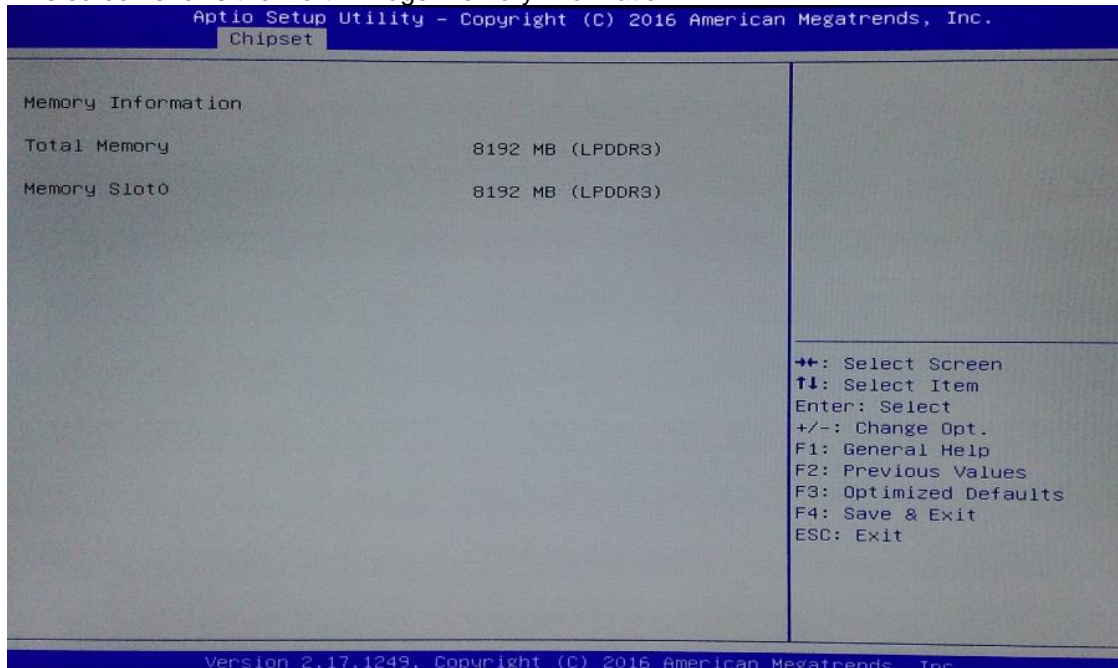 Aptio Setup Utility – Copyright (C) 2016 American Megatrends, Inc.
Chipset
Memory Information
Total Memory 8192 MB (LPDDR3)
Memory Slot0 8192 MB (LPDDR3)
→←: Select Screen
↑↓: Select Item
Enter: Select
+/-: Change Opt.
F1: General Help
F2: Previous Values
F3: Optimized Defaults
F4: Save & Exit
ESC: Exit
Version 2.17.1249. Copyright (C) 2016 American Megatrends, Inc.